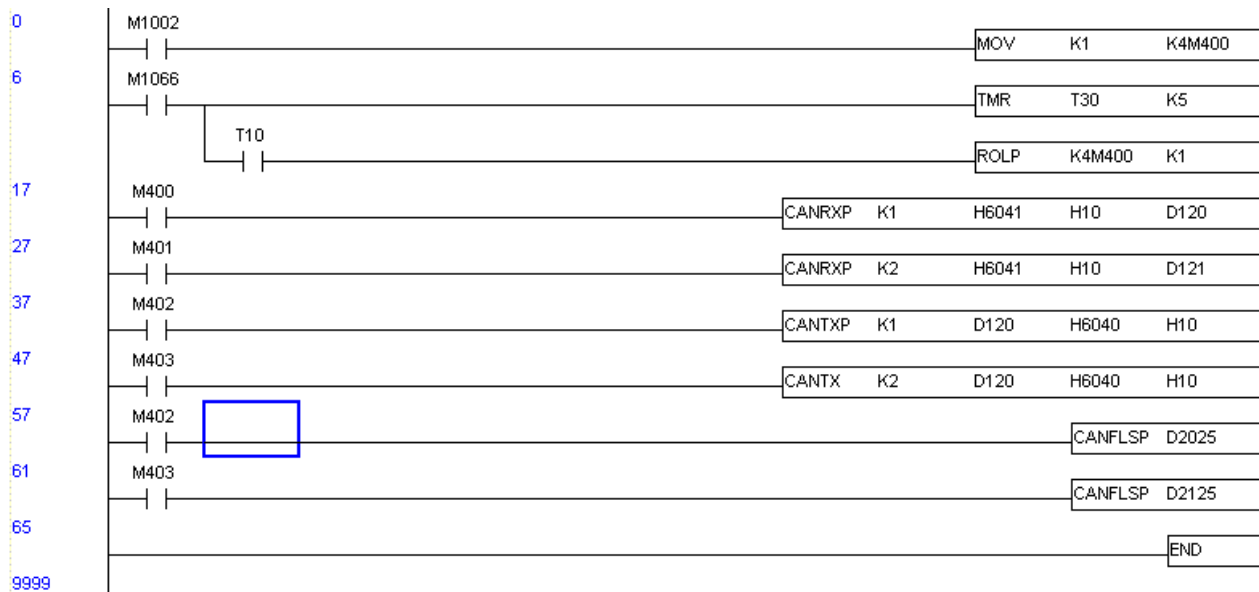 0
M1002
MOV K1 K4M400
6
M1066
TMR T30 K5
T10
ROLP K4M400 K1
17
M400
CANRXP K1 H6041 H10 D120
27
M401
CANRXP K2 H6041 H10 D121
37
M402
CANTXP K1 D120 H6040 H10
47
M403
CANTX K2 D120 H6040 H10
57
M402
CANFLSP D2025
61
M403
CANFLSP D2125
65
END
9999